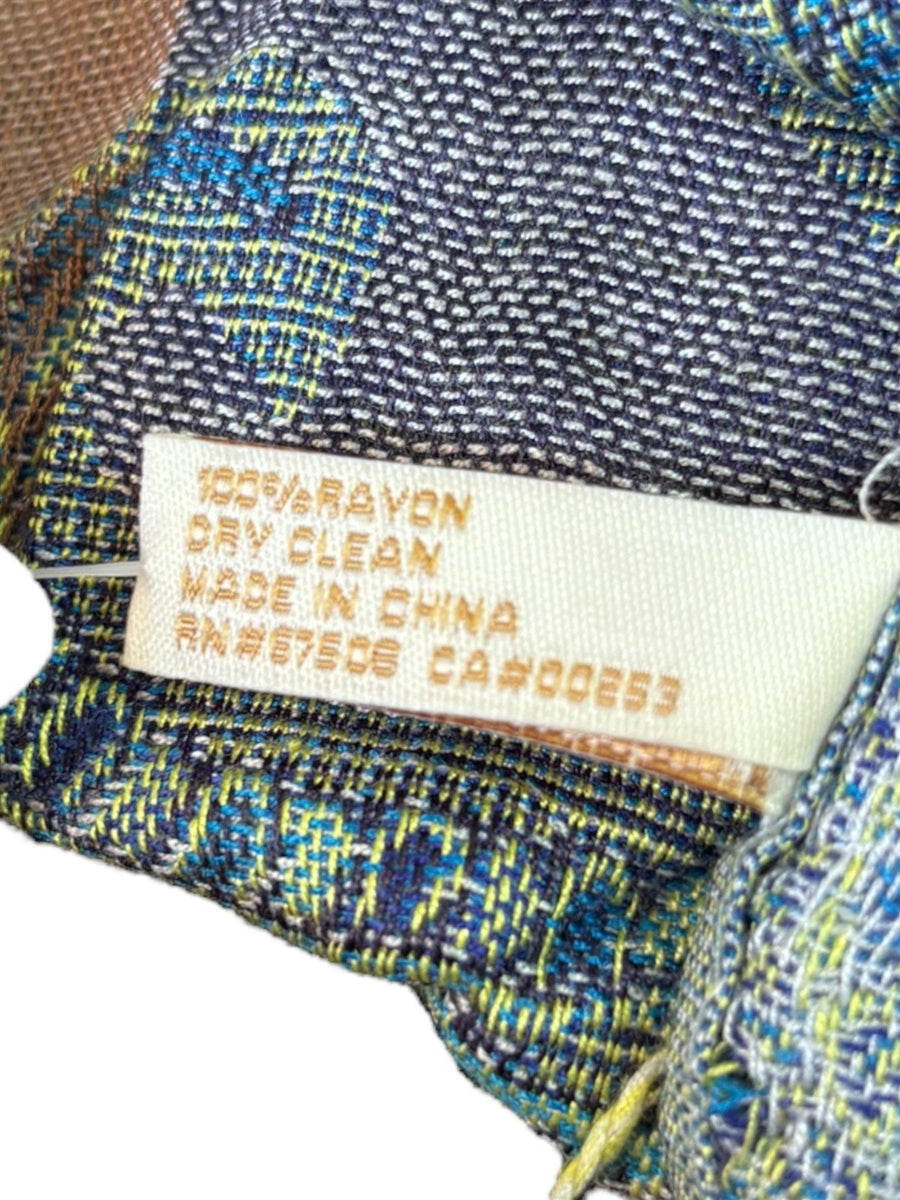 100%RAYON
DRY CLEAN
MADE IN CHINA
RN#67506 CA#00253